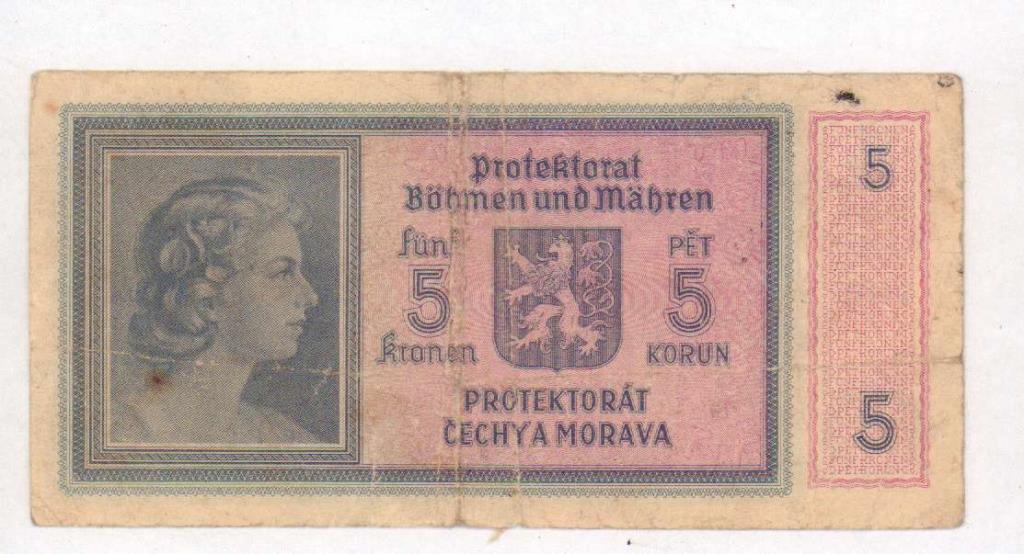 Protektorat
Böhmen und Mähren
fünf
5
Kronen
PĚT
5
KORUN
PROTEKTORÁT
ČECHY A MORAVA
5
5